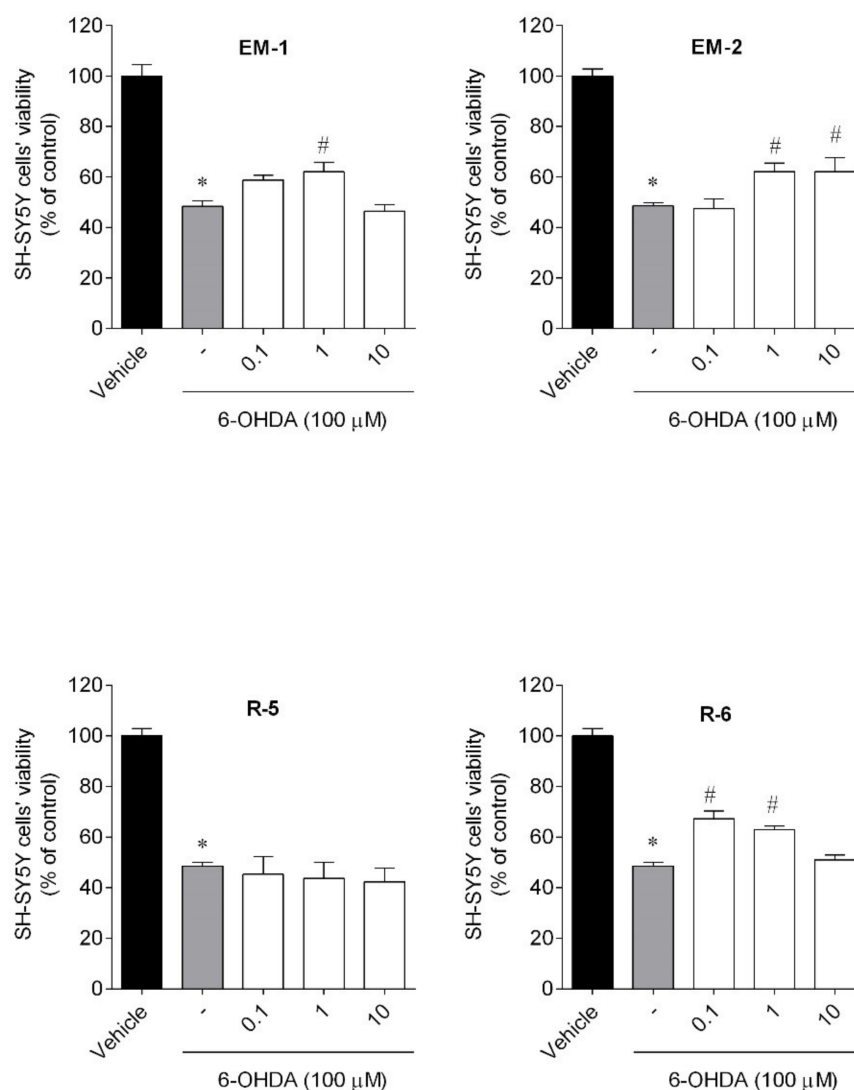 EM-1
SH-SY5Y cells' viability
(% of control)
120
100
80
60
40
20
0
*
#
Vehicle
-
0.1
1
10
6-OHDA (100 μM)
EM-2
SH-SY5Y cells' viability
(% of control)
120
100
80
60
40
20
0
*
#
#
Vehicle
-
0.1
1
10
6-OHDA (100 μM)
R-5
SH-SY5Y cells' viability
(% of control)
120
100
80
60
40
20
0
*
Vehicle
-
0.1
1
10
6-OHDA (100 μM)
R-6
SH-SY5Y cells' viability
(% of control)
120
100
80
60
40
20
0
*
#
#
Vehicle
-
0.1
1
10
6-OHDA (100 μM)